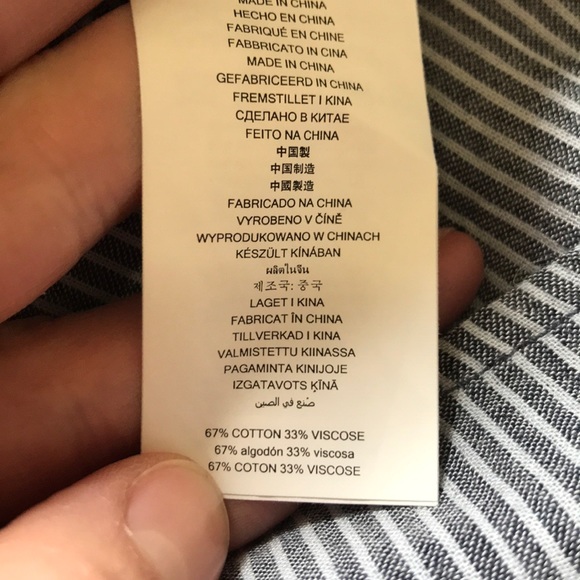 MADE IN CHINA
HECHO EN CHINA
FABRIQUÉ EN CHINE
FABBRICATO IN CINA
MADE IN CHINA
GEFABRICEERD IN CHINA
FREMSTILLET I KINA
СДЕЛАНО В КИТАЕ
FEITO NA CHINA
中国製
中国制造
中國製造
FABRICADO NA CHINA
VYROBENO V ČÍNĚ
WYPRODUKOWANO W CHINACH
KÉSZÜLT KÍNÁBAN
ผลิตในจีน
제조국: 중국
LAGET I KINA
FABRICAT ÎN CHINA
TILLVERKAD I KINA
VALMISTETTU KIINASSA
PAGAMINTA KINIJOJE
IZGATAVOTS ĶĪNĀ
صُنع في الصين
67% COTTON 33% VISCOSE
67% algodón 33% viscosa
67% COTON 33% VISCOSE